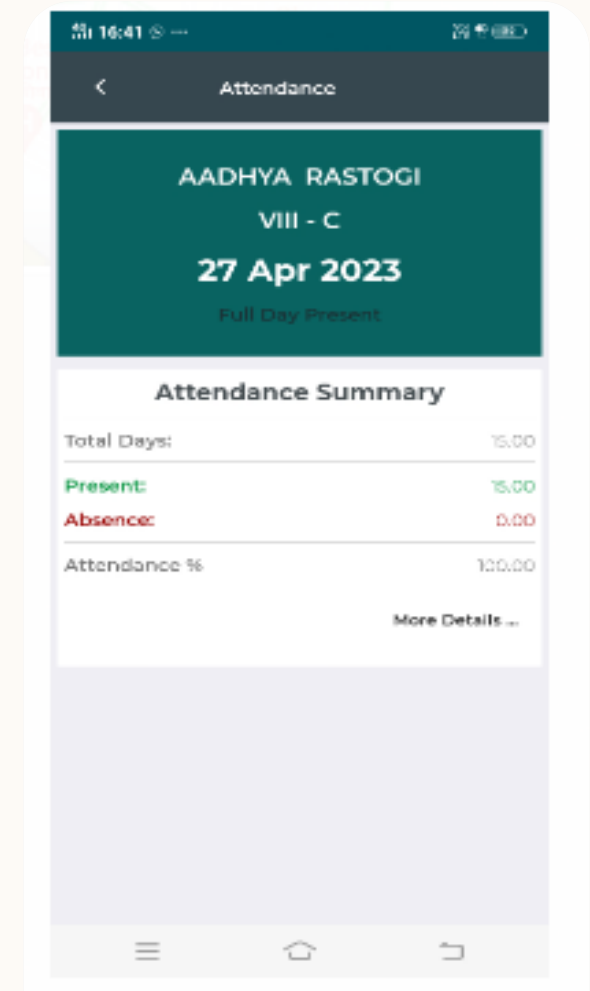 16:41
Attendance
AADHYA RASTOGI
VIII - C
27 Apr 2023
Full Day Present
Attendance Summary
Total Days: 15.00
Present: 15.00
Absence: 0.00
Attendance % 100.00
More Details ...